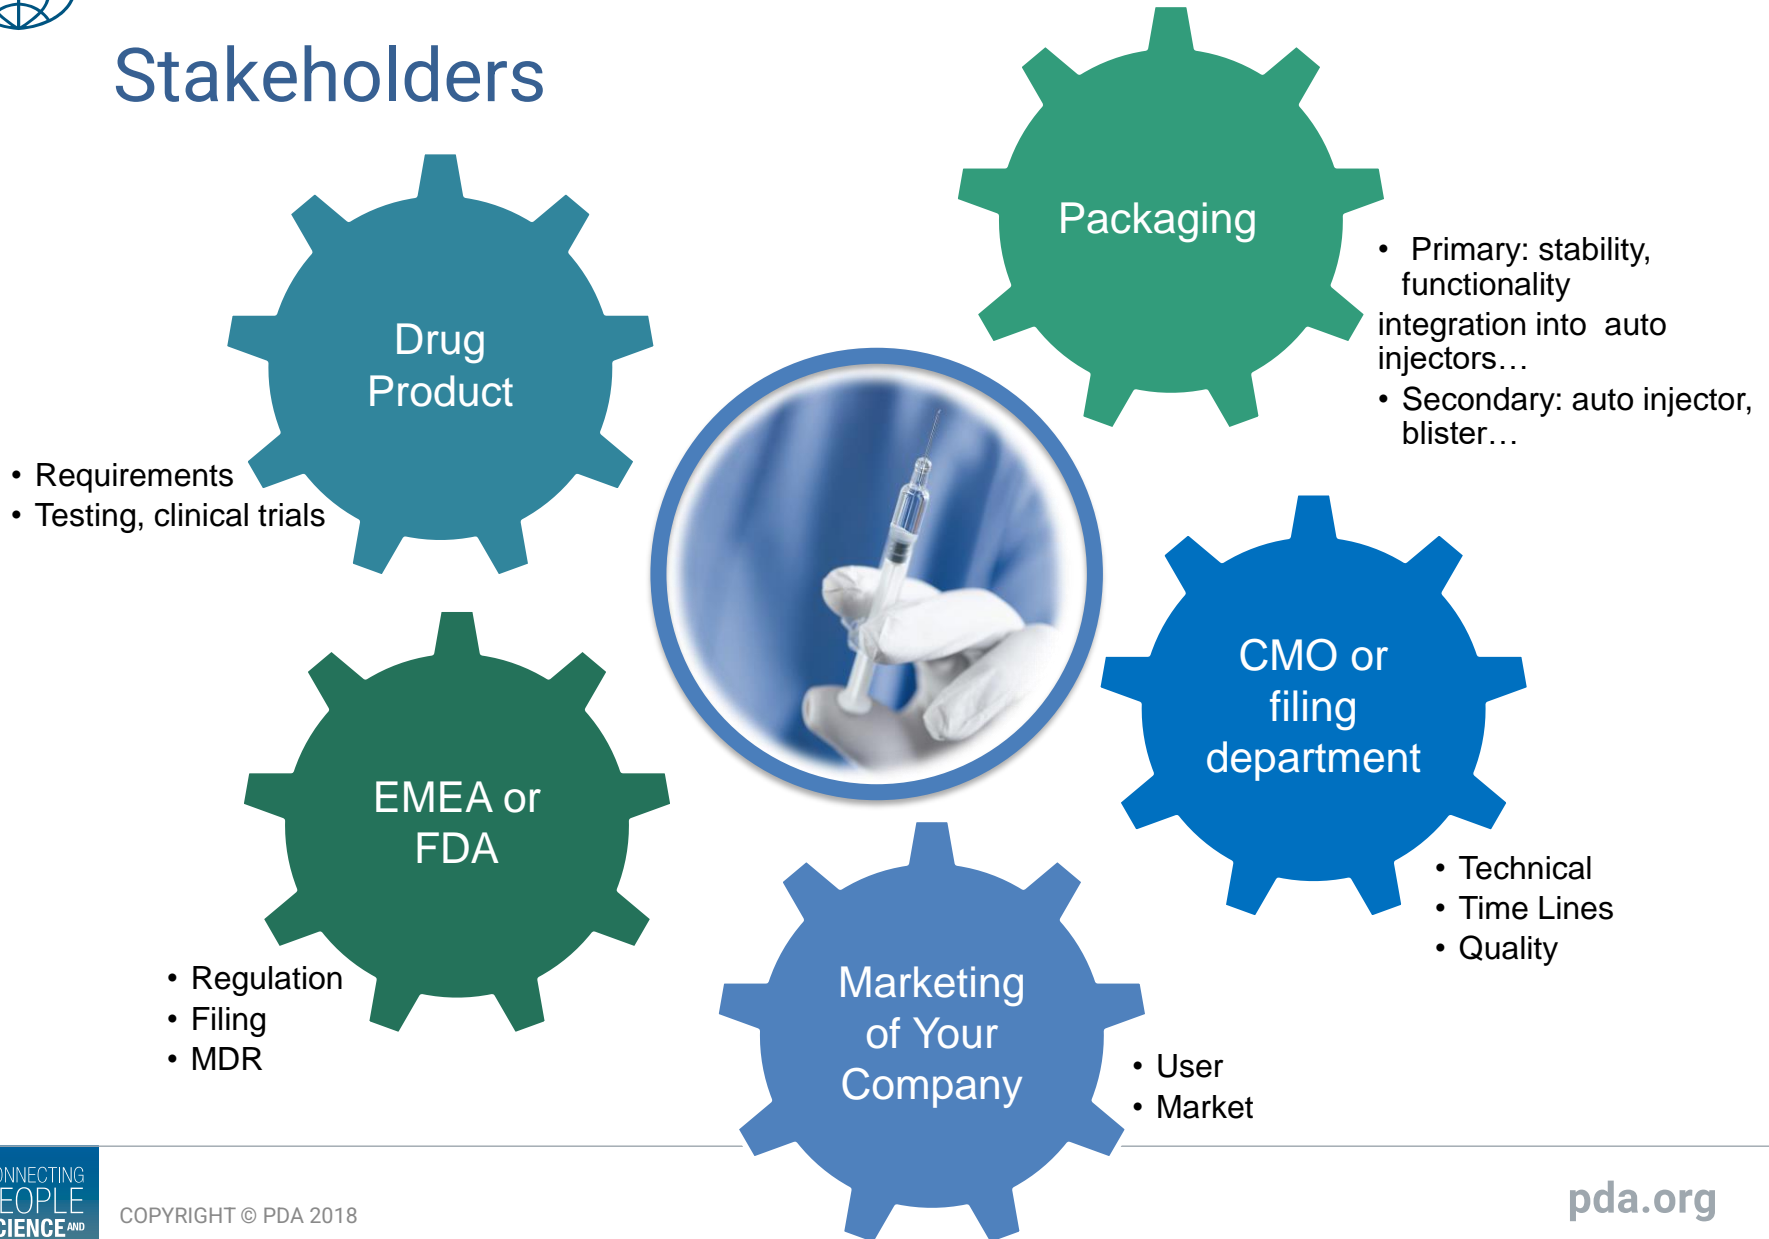 Stakeholders
Packaging
• Primary: stability,
functionality
integration into auto
injectors…
• Secondary: auto injector,
blister…
Drug
Product
• Requirements
• Testing, clinical trials
CMO or
filing
department
• Technical
• Time Lines
• Quality
EMEA or
FDA
• Regulation
• Filing
• MDR
Marketing
of Your
Company
• User
• Market
COPYRIGHT © PDA 2018
pda.org